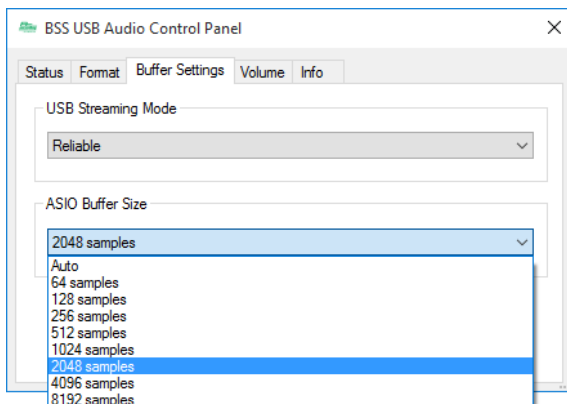 BSS USB Audio Control Panel
Status Format Buffer Settings Volume Info
USB Streaming Mode
Reliable
ASIO Buffer Size
2048 samples
Auto
64 samples
128 samples
256 samples
512 samples
1024 samples
2048 samples
4096 samples
8192 samples